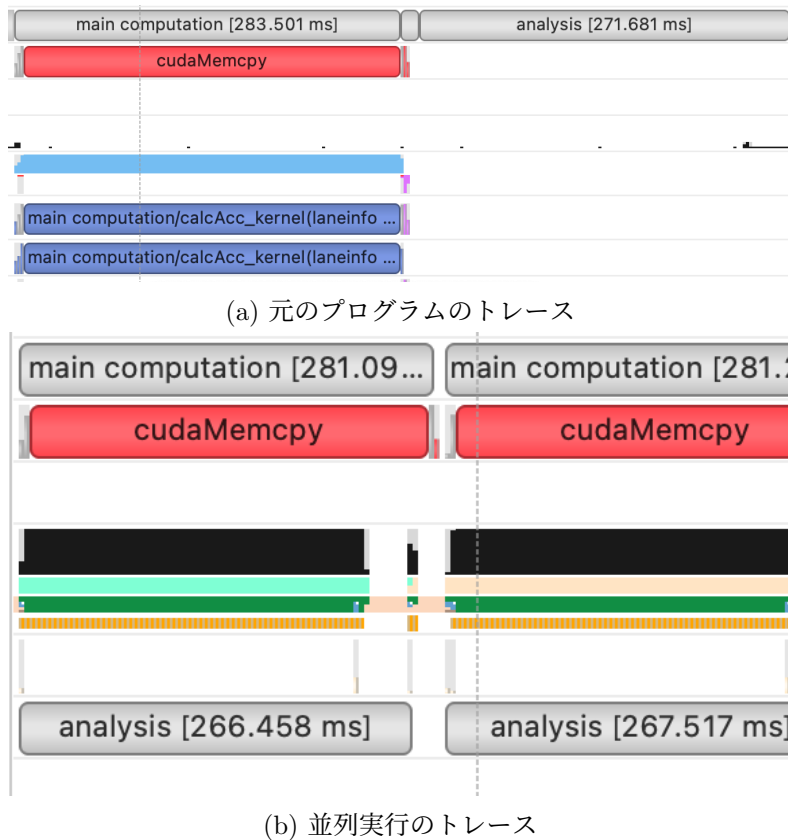 main computation [283.501 ms] analysis [271.681 ms]
cudaMemcpy
main computation/calcAcc_kernel(laneinfo ...
main computation/calcAcc_kernel(laneinfo ...
(a) 元のプログラムのトレース
main computation [281.09... main computation [281.2
cudaMemcpy cudaMemcpy
analysis [266.458 ms] analysis [267.517 ms]
(b) 並列実行のトレース